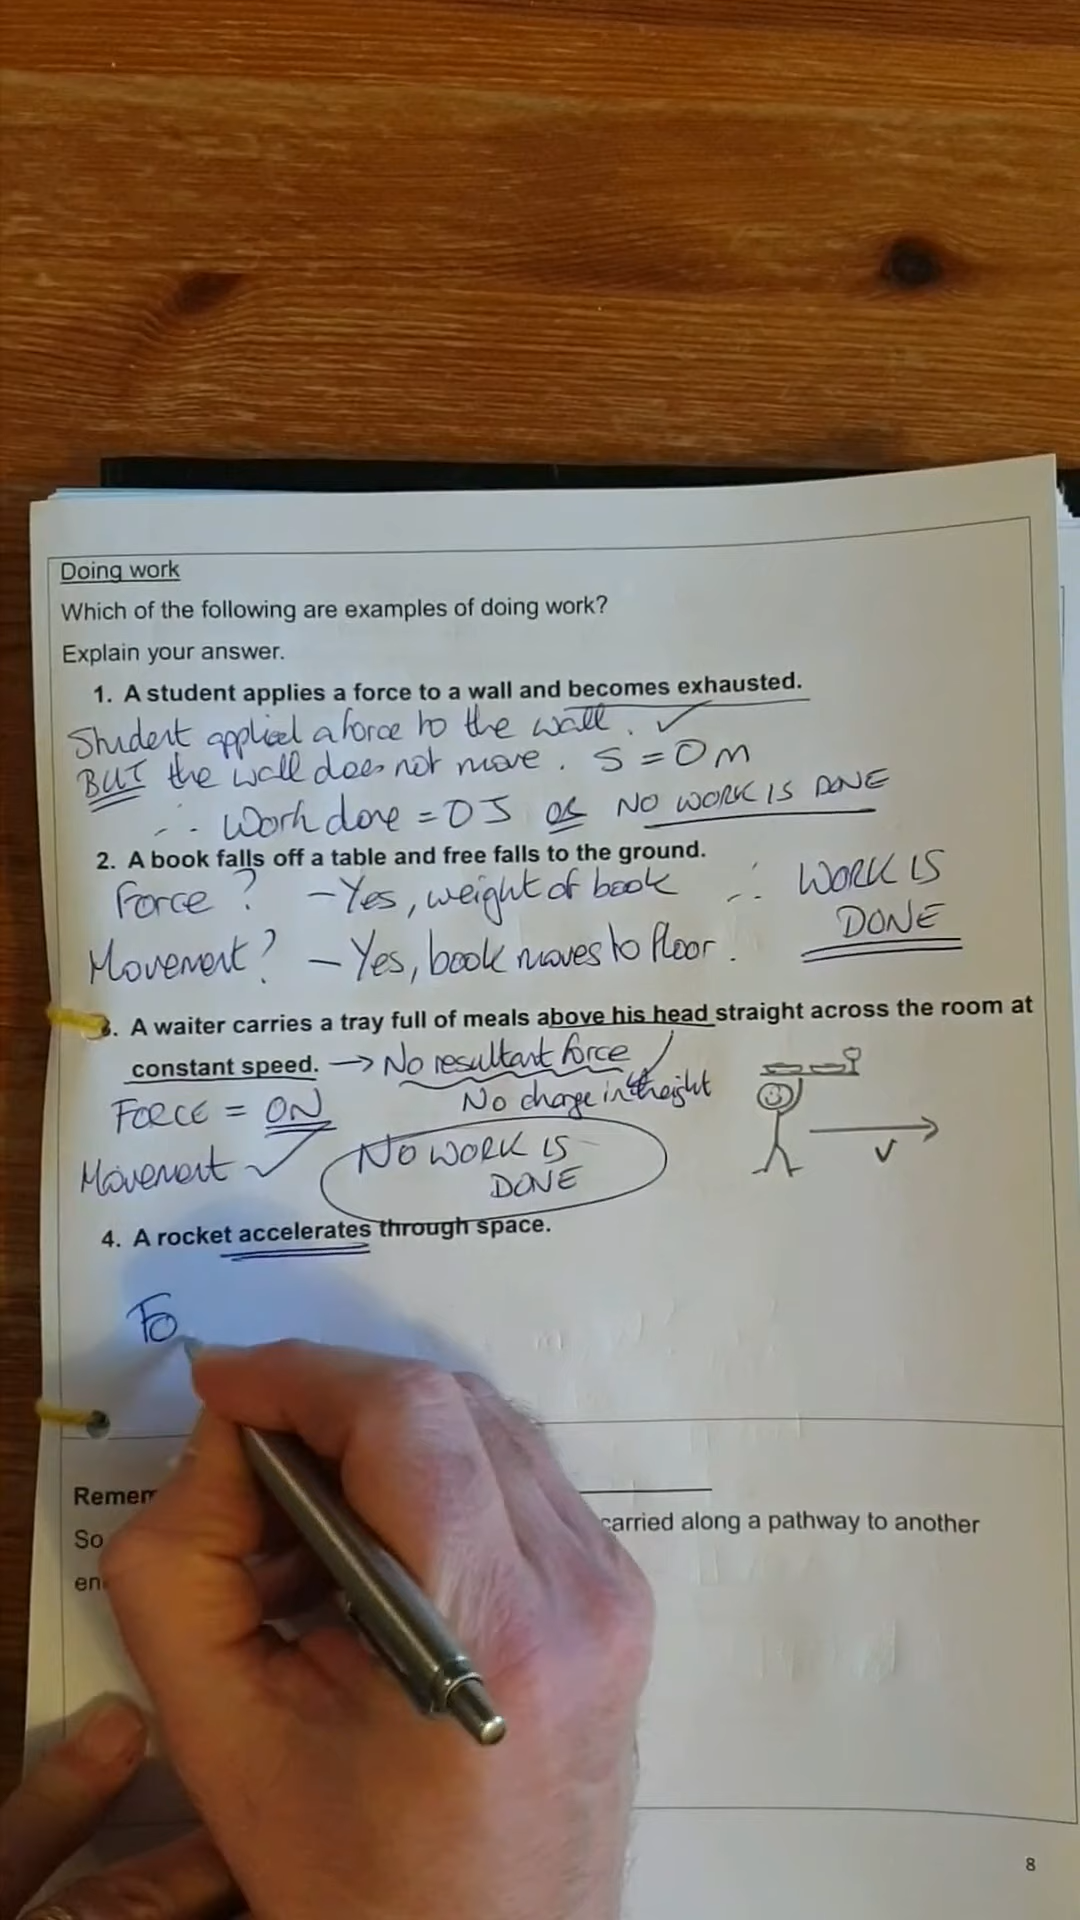 Doing work
Which of the following are examples of doing work?
Explain your answer.
1. A student applies a force to a wall and becomes exhausted.
Student applied a force to the wall. ✓
BUT the wall does not move. S = 0 m
∴ Work done = 0 J OR NO WORK IS DONE
2. A book falls off a table and free falls to the ground.
Force? – Yes, weight of book ∴ WORK IS
DONE
Movement? – Yes, book moves to floor.
3. A waiter carries a tray full of meals above his head straight across the room at
constant speed. → No resultant force
No change in height
FORCE = 0N
Movement ✓ NO WORK IS
DONE
v
4. A rocket accelerates through space.
Fo
Remem
So carried along a pathway to another
en
8